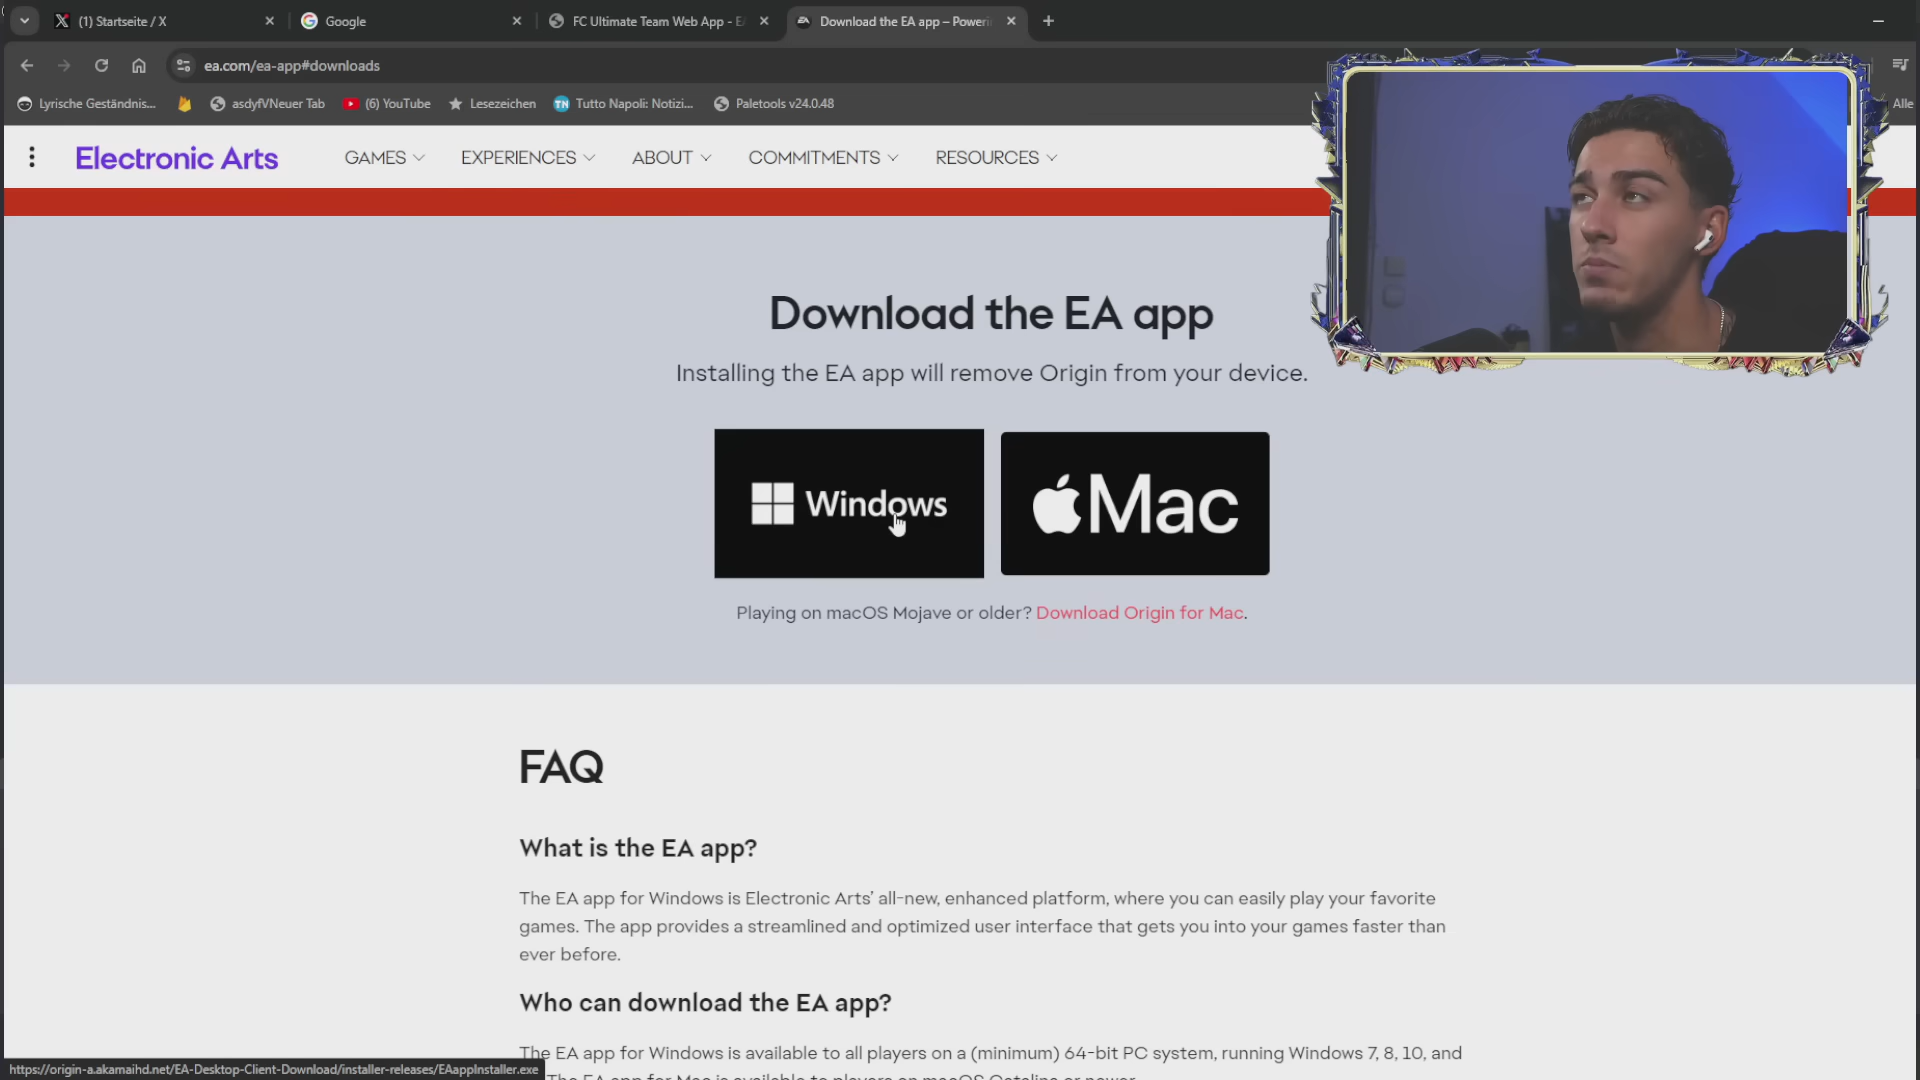 (1) Startseite / X
Google
FC Ultimate Team Web App - EA
Download the EA app – Powerin
ea.com/ea-app#downloads
Lyrische Geständnis...
asdyfVNeuer Tab
(6) YouTube
Lesezeichen
TN
Tutto Napoli: Notizi...
Paletools v24.0.48
Alle
Electronic Arts
GAMES
EXPERIENCES
ABOUT
COMMITMENTS
RESOURCES
Download the EA app
Installing the EA app will remove Origin from your device.
Windows
Mac
Playing on macOS Mojave or older? Download Origin for Mac.
FAQ
What is the EA app?
The EA app for Windows is Electronic Arts’ all-new, enhanced platform, where you can easily play your favorite
games. The app provides a streamlined and optimized user interface that gets you into your games faster than
ever before.
Who can download the EA app?
The EA app for Windows is available to all players on a (minimum) 64-bit PC system, running Windows 7, 8, 10, and
The EA app for Mac is available to players on macOS Catalina or newer.
https://origin-a.akamaihd.net/EA-Desktop-Client-Download/installer-releases/EAappInstaller.exe